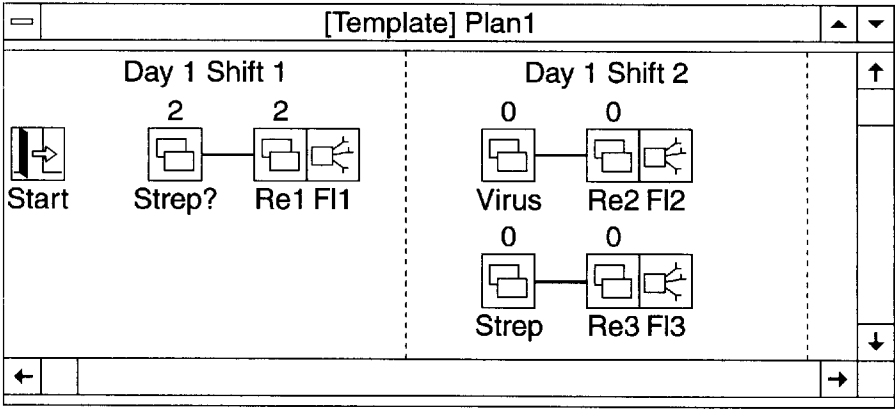 [Template] Plan1
Day 1 Shift 1
Day 1 Shift 2
2 2
0 0
Start
Strep?
Re1 Fl1
Virus
Re2 Fl2
0 0
Strep
Re3 Fl3